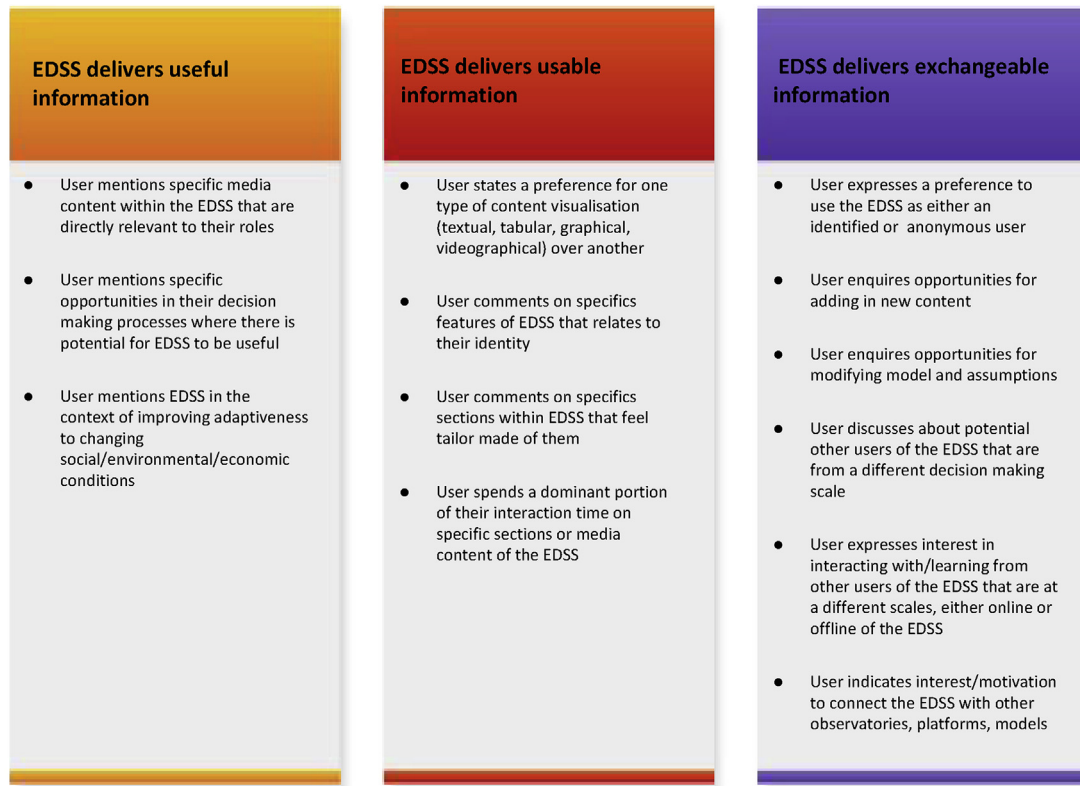 EDSS delivers useful
information
● User mentions specific media
content within the EDSS that are
directly relevant to their roles
● User mentions specific
opportunities in their decision
making processes where there is
potential for EDSS to be useful
● User mentions EDSS in the
context of improving adaptiveness
to changing
social/environmental/economic
conditions
EDSS delivers usable
information
● User states a preference for one
type of content visualisation
(textual, tabular, graphical,
videographical) over another
● User comments on specifics
features of EDSS that relates to
their identity
● User comments on specifics
sections within EDSS that feel
tailor made of them
● User spends a dominant portion
of their interaction time on
specific sections or media
content of the EDSS
EDSS delivers exchangeable
information
● User expresses a preference to
use the EDSS as either an
identified or anonymous user
● User enquires opportunities for
adding in new content
● User enquires opportunities for
modifying model and assumptions
● User discusses about potential
other users of the EDSS that are
from a different decision making
scale
● User expresses interest in
interacting with/learning from
other users of the EDSS that are at
a different scales, either online or
offline of the EDSS
● User indicates interest/motivation
to connect the EDSS with other
observatories, platforms, models